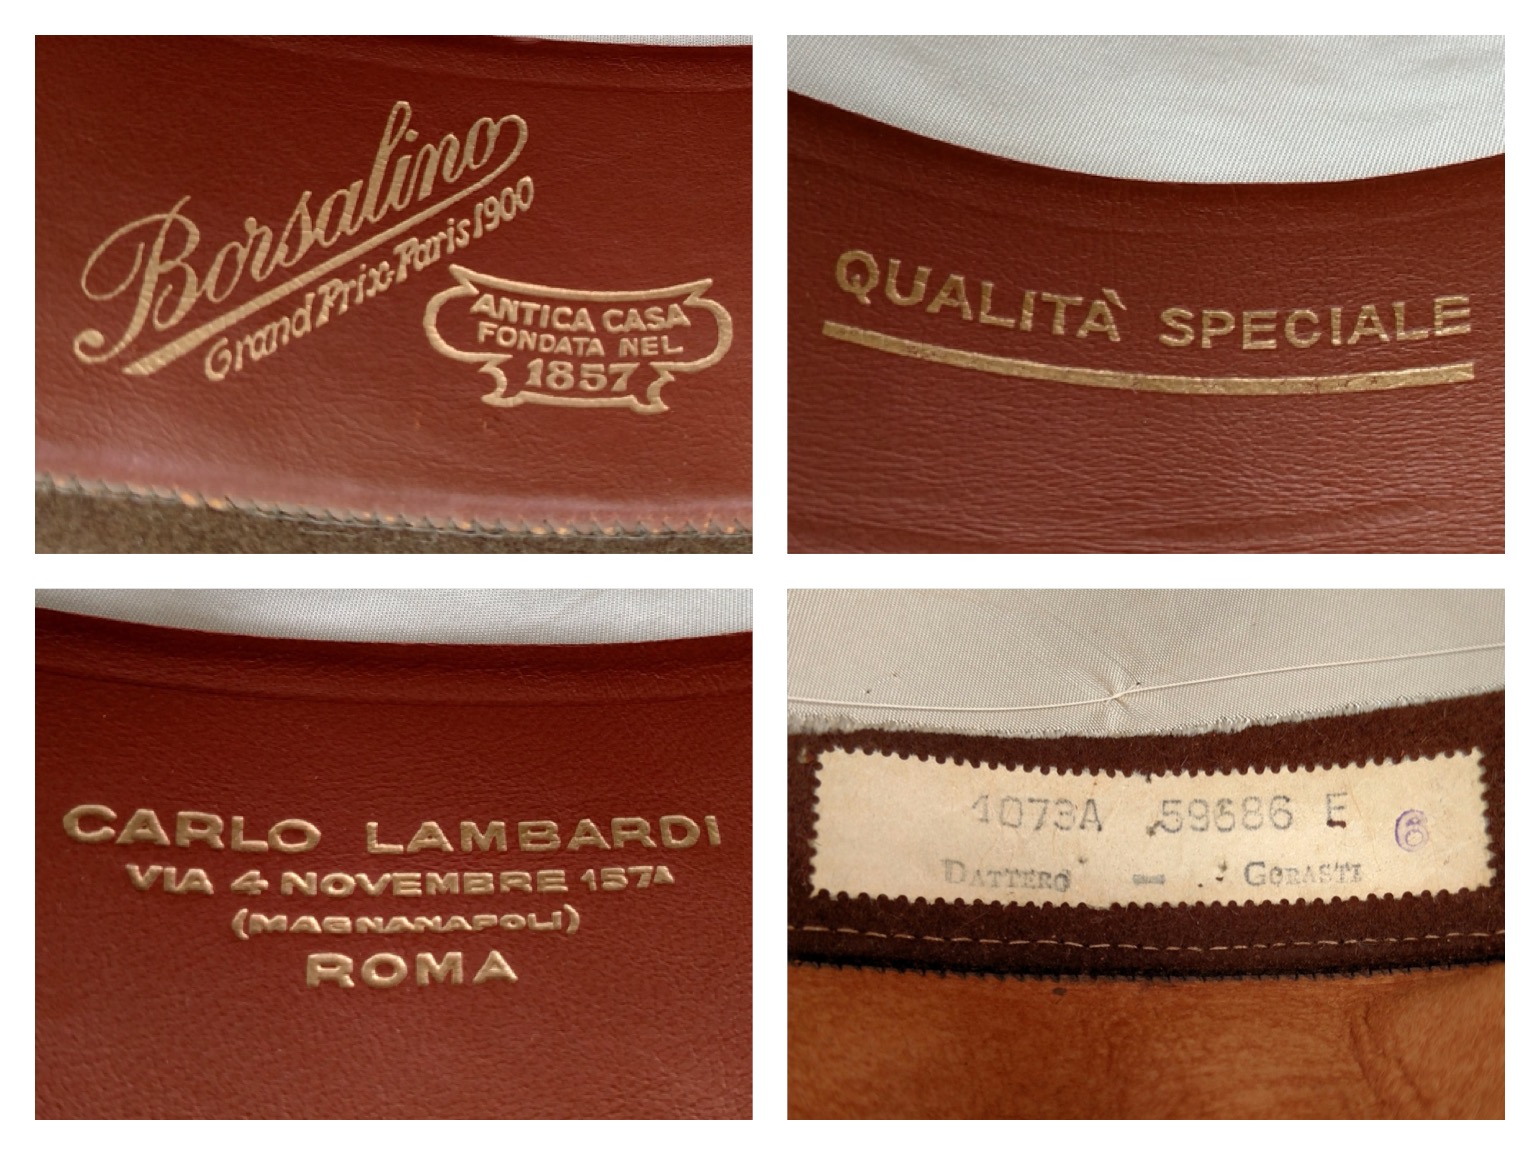 Borsalino
Grand Prix-Paris 1900
ANTICA CASA
FONDATA NEL
1857
QUALITÀ SPECIALE
CARLO LAMBARDI
VIA 4 NOVEMBRE 157A
(MAGNANAPOLI)
ROMA
1073A 59686 E 6
DATTERO —